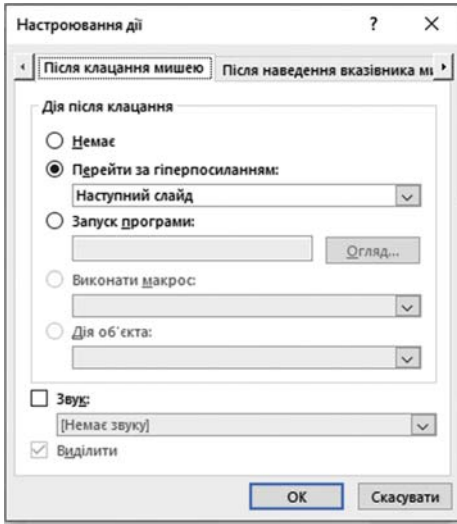 Настроювання дії ? ×
Після клацання мишею Після наведення вказівника ми
Дія після клацання
Немає
Перейти за гіперпосиланням:
Наступний слайд
Запуск програми:
Огляд...
Виконати макрос:
Дія об'єкта:
Звук:
[Немає звуку]
Виділити
ОК Скасувати